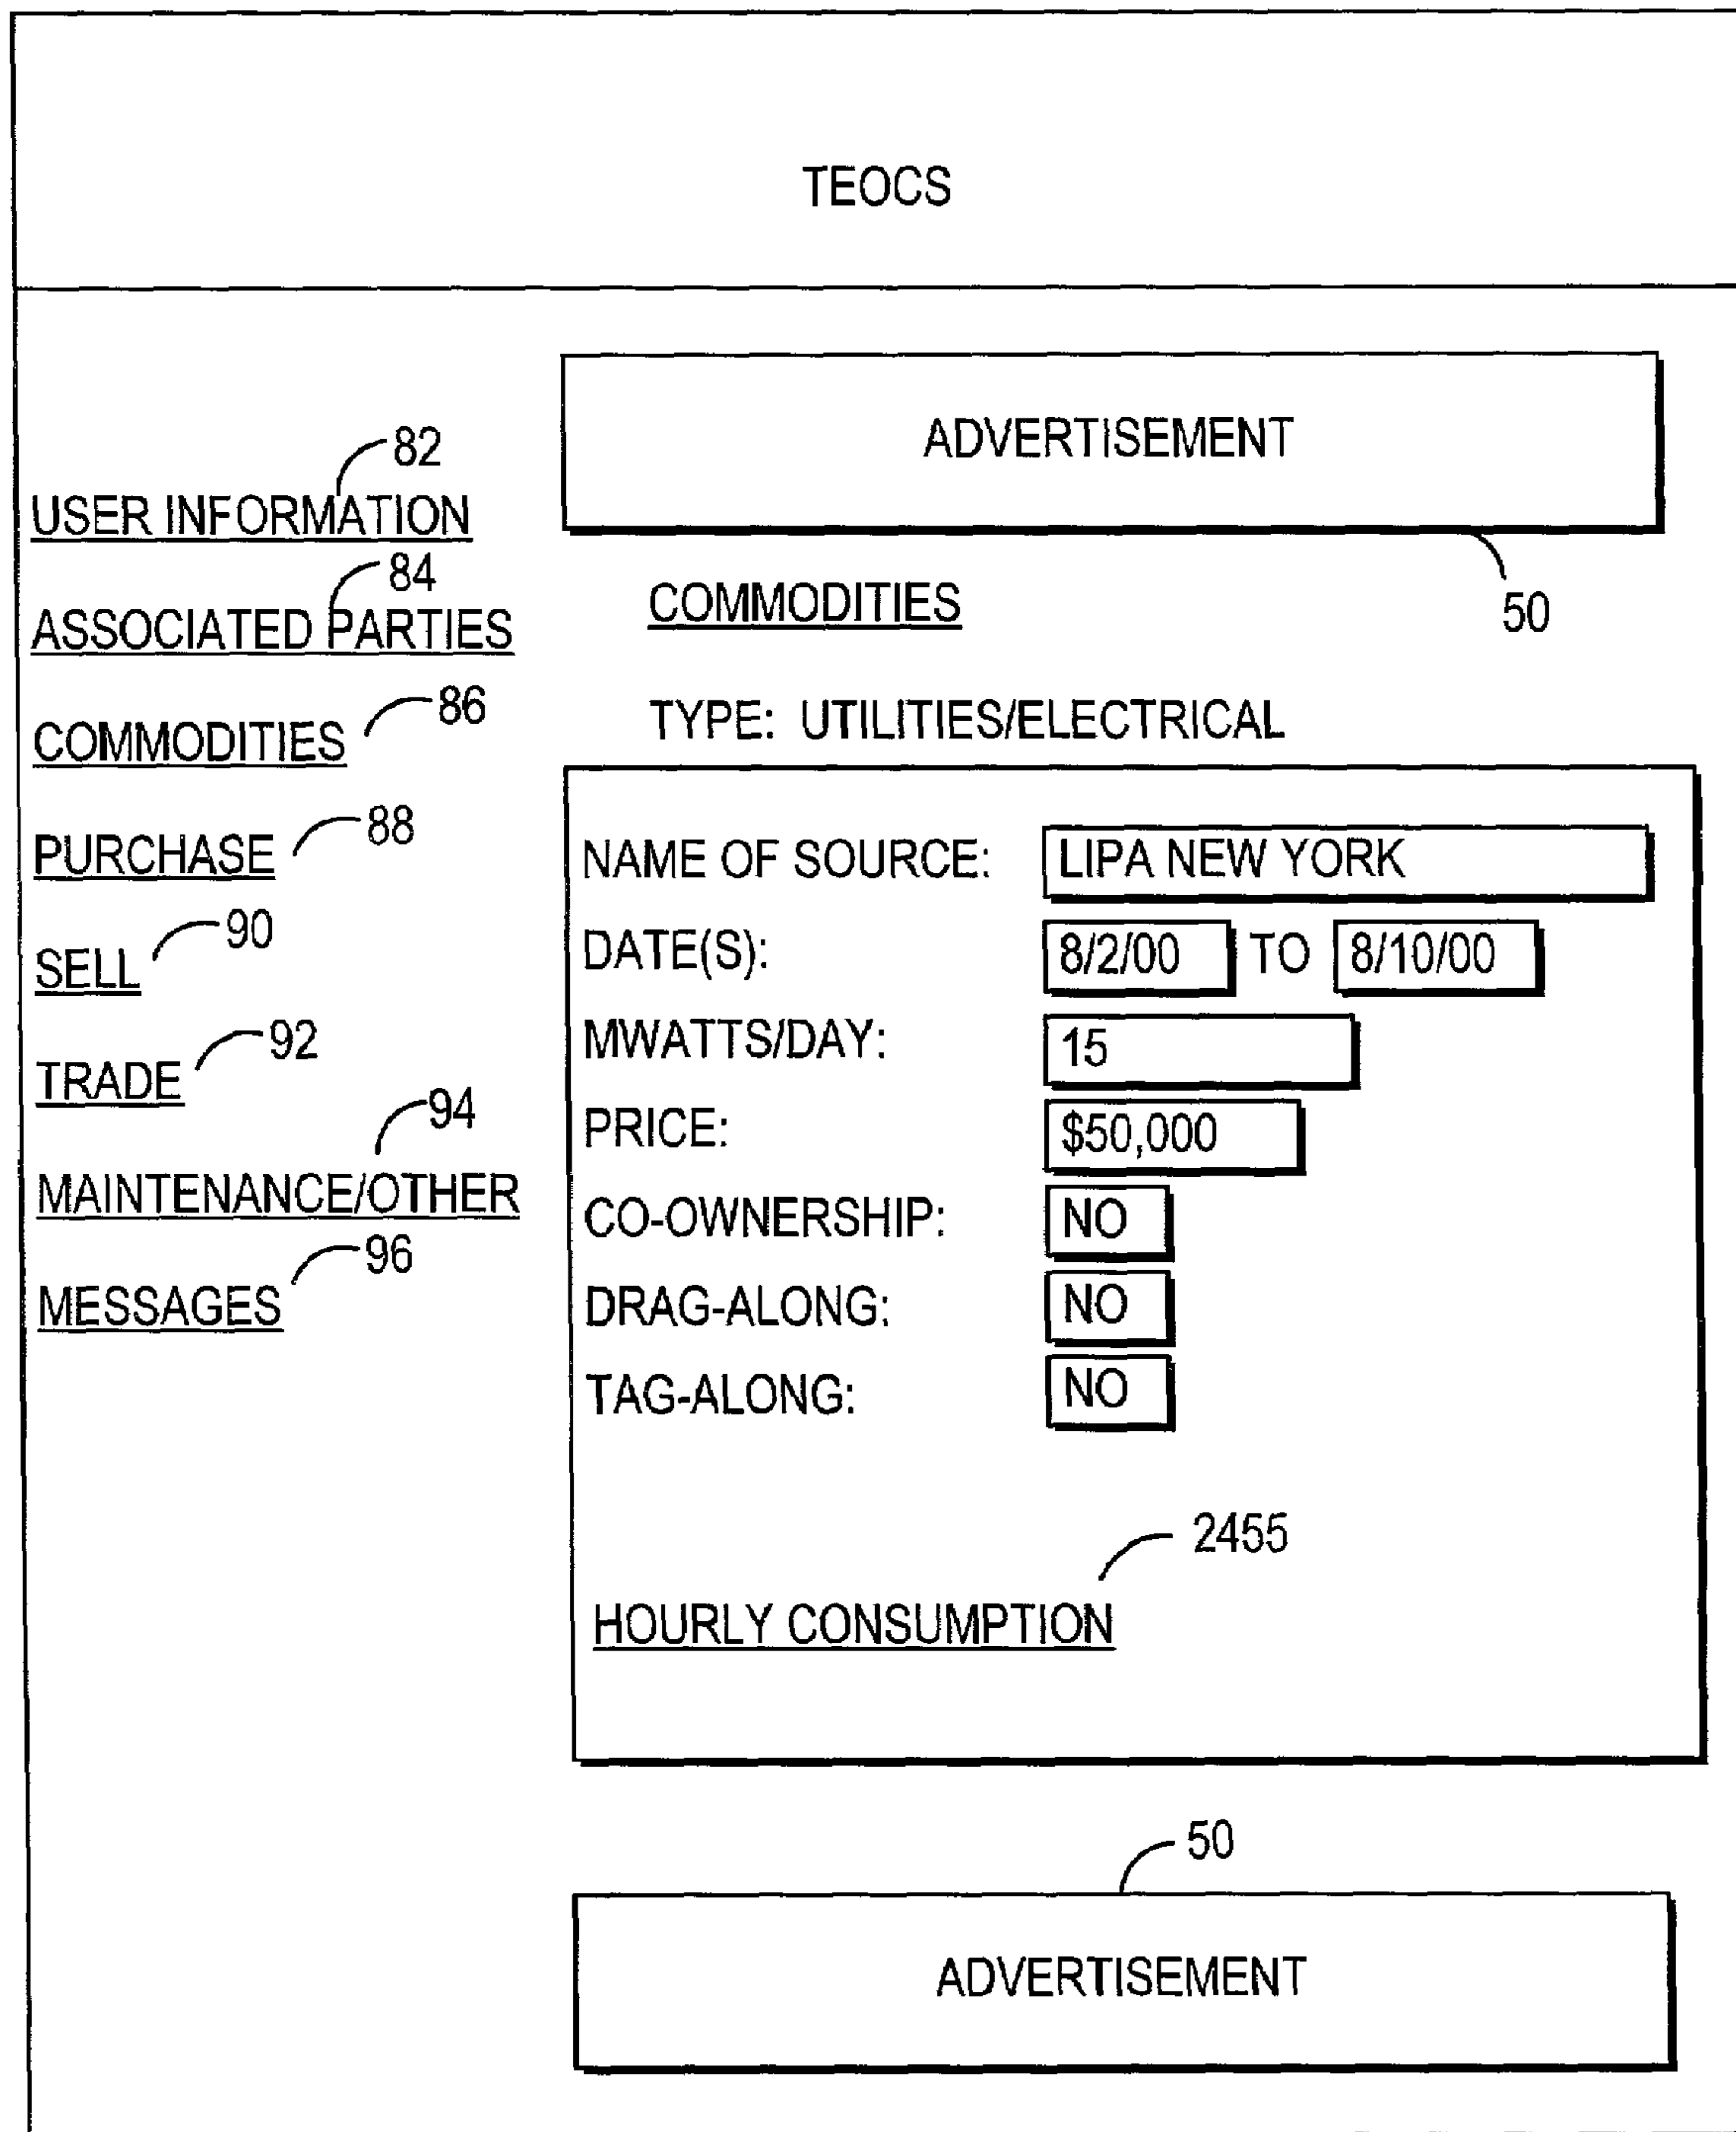 TEOCS
ADVERTISEMENT
50
82
USER INFORMATION
84
ASSOCIATED PARTIES
COMMODITIES 86
PURCHASE 88
SELL 90
TRADE 92
94
MAINTENANCE/OTHER
96
MESSAGES
COMMODITIES
TYPE: UTILITIES/ELECTRICAL
NAME OF SOURCE: LIPA NEW YORK
DATE(S): 8/2/00 TO 8/10/00
MWATTS/DAY: 15
PRICE: $50,000
CO-OWNERSHIP: NO
DRAG-ALONG: NO
TAG-ALONG: NO
2455
HOURLY CONSUMPTION
50
ADVERTISEMENT